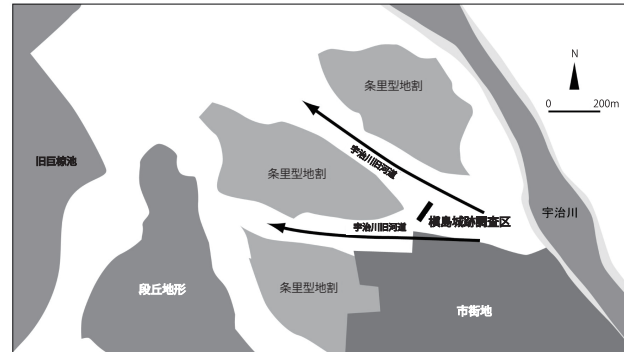 条里型地割
N
0 200m
旧巨椋池
宇治川旧河道
条里型地割
槇島城跡調査区
宇治川
宇治川旧河道
段丘地形
条里型地割
市街地